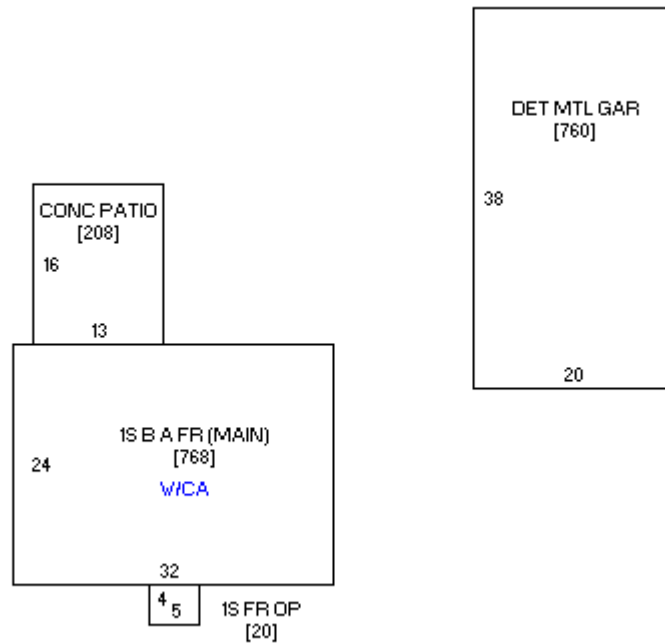 DET MTL GAR
[760]
38
20
CONC PATIO
[208]
16
13
1S B A FR (MAIN)
[768]
W/CA
24
32
4
5
1S FR OP
[20]